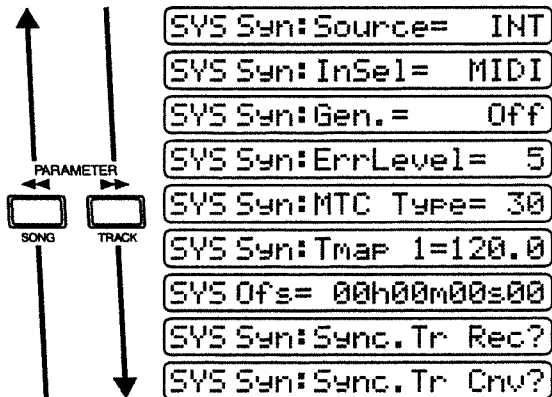 SYS Syn:Source= INT
SYS Syn:InSel= MIDI
SYS Syn:Gen.= Off
SYS Syn:ErrLevel= 5
SYS Syn:MTC Type= 30
SYS Syn:Tmap 1=120.0
SYS Ofs= 00h00m00s00
SYS Syn:Sync.Tr Rec?
SYS Syn:Sync.Tr Cnv?
PARAMETER
SONG TRACK